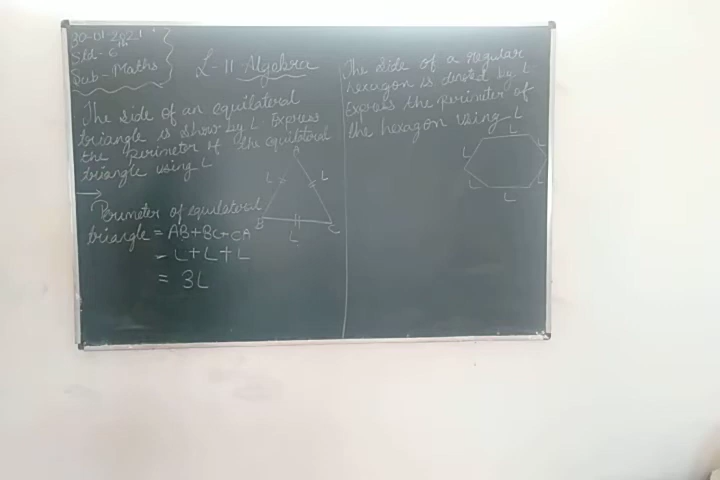 30-01-2021
Std- 6th
Sub- Maths
L-11 Algebra
The side of an equilateral
triangle is shown by L. Express
the perimeter of the equilateral
triangle using L
→ Perimeter of equilateral
triangle = AB+BC+CA
= L+L+L
= 3L
A
L
L
B
C
L
The side of a regular
hexagon is denoted by L.
Express the perimeter of
the hexagon using L
L
L
L
L
L
L